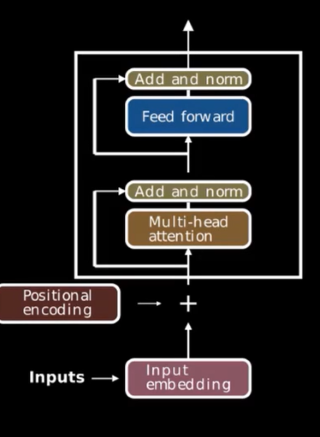 Add and norm
Feed forward
Add and norm
Multi-head
attention
Positional
encoding
+
Inputs
Input
embedding